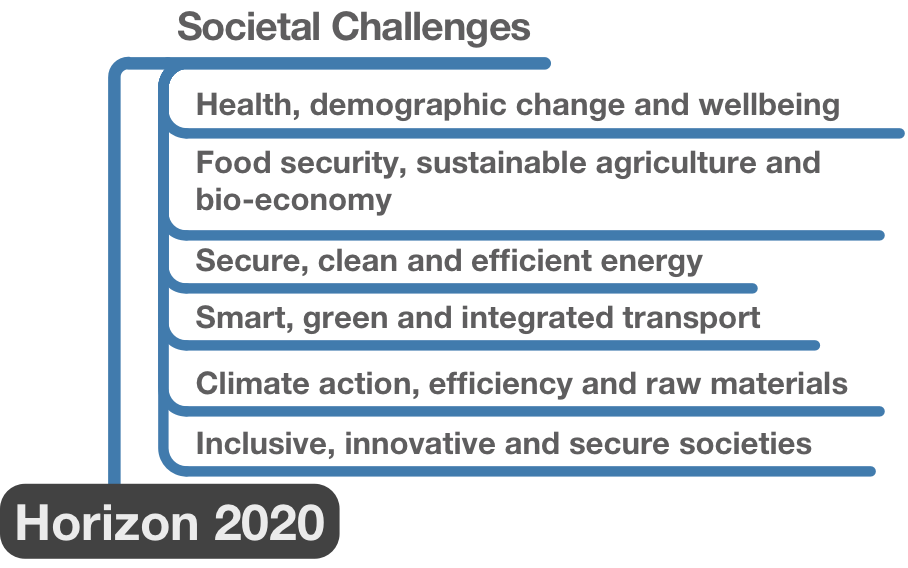 Societal Challenges
Health, demographic change and wellbeing
Food security, sustainable agriculture and
bio-economy
Secure, clean and efficient energy
Smart, green and integrated transport
Climate action, efficiency and raw materials
Inclusive, innovative and secure societies
Horizon 2020